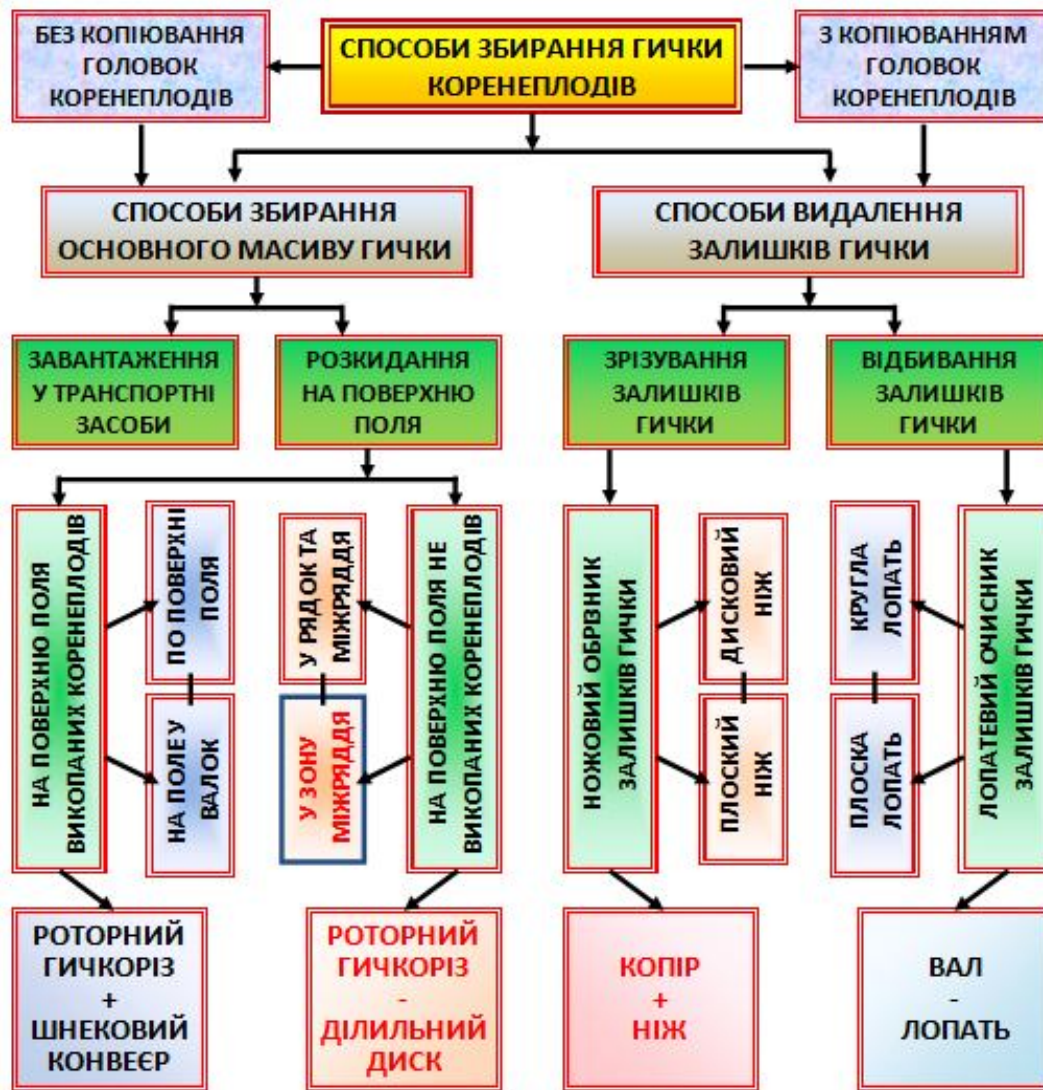 БЕЗ КОПІЮВАННЯ
ГОЛОВОК
КОРЕНЕПЛОДІВ
СПОСОБИ ЗБИРАННЯ ГИЧКИ
КОРЕНЕПЛОДІВ
З КОПІЮВАННЯМ
ГОЛОВОК
КОРЕНЕПЛОДІВ
СПОСОБИ ЗБИРАННЯ
ОСНОВНОГО МАСИВУ ГИЧКИ
СПОСОБИ ВИДАЛЕННЯ
ЗАЛИШКІВ ГИЧКИ
ЗАВАНТАЖЕННЯ
У ТРАНСПОРТНІ
ЗАСОБИ
РОЗКИДАННЯ
НА ПОВЕРХНЮ
ПОЛЯ
ЗРІЗУВАННЯ
ЗАЛИШКІВ
ГИЧКИ
ВІДБИВАННЯ
ЗАЛИШКІВ
ГИЧКИ
НА ПОВЕРХНЮ ПОЛЯ
ВИКОПАНИХ КОРЕНЕПЛОДІВ
ПО ПОВЕРХНІ
ПОЛЯ
НА ПОЛЕ У
ВАЛОК
У РЯДОК ТА
МІЖРЯДДЯ
У ЗОНУ
МІЖРЯДДЯ
НА ПОВЕРХНЮ ПОЛЯ НЕ
ВИКОПАНИХ КОРЕНЕПЛОДІВ
НОЖОВИЙ ОБРІЗНИК
ЗАЛИШКІВ ГИЧКИ
ДИСКОВИЙ
НІЖ
ПЛОСКИЙ
НІЖ
КРУГЛА
ЛОПАТЬ
ПЛОСКА
ЛОПАТЬ
ЛОПАТЕВИЙ ОЧИСНИК
ЗАЛИШКІВ ГИЧКИ
РОТОРНИЙ
ГИЧКОРІЗ
+
ШНЕКОВИЙ
КОНВЕЄР
РОТОРНИЙ
ГИЧКОРІЗ
-
ДІЛИЛЬНИЙ
ДИСК
КОПІР
+
НІЖ
ВАЛ
-
ЛОПАТЬ